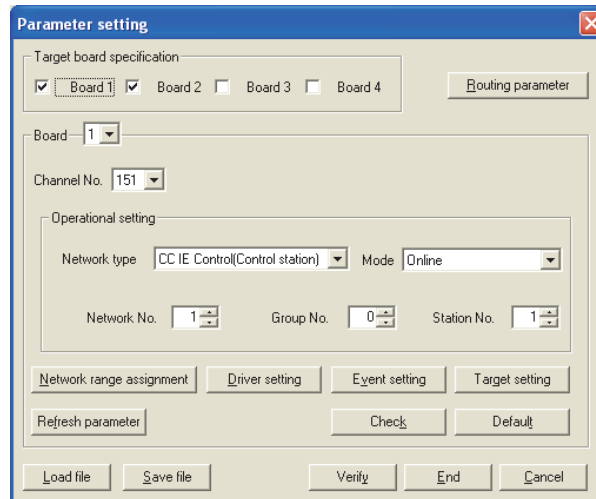 Parameter setting
Target board specification
Board 1 Board 2 Board 3 Board 4
Routing parameter
Board 1
Channel No. 151
Operational setting
Network type CC IE Control(Control station) Mode Online
Network No. 1 Group No. 0 Station No. 1
Network range assignment Driver setting Event setting Target setting
Refresh parameter Check Default
Load file Save file Verify End Cancel